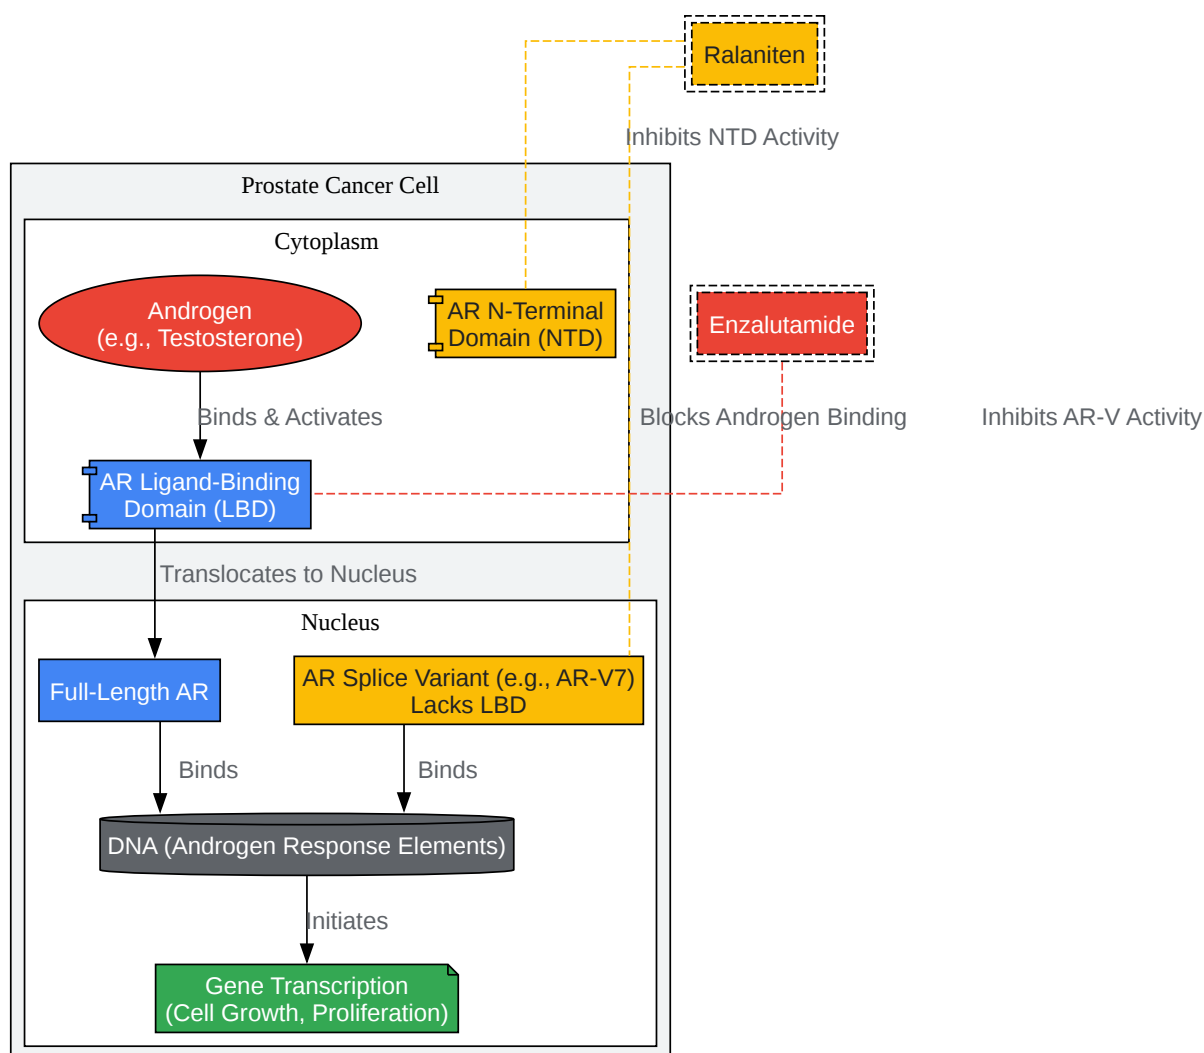 Ralaniten
Inhibits NTD Activity
Prostate Cancer Cell
Cytoplasm
Androgen
(e.g., Testosterone)
AR N-Terminal
Domain (NTD)
Enzalutamide
Binds & Activates
Blocks Androgen Binding
Inhibits AR-V Activity
AR Ligand-Binding
Domain (LBD)
Translocates to Nucleus
Nucleus
Full-Length AR
AR Splice Variant (e.g., AR-V7)
Lacks LBD
Binds
Binds
DNA (Androgen Response Elements)
Initiates
Gene Transcription
(Cell Growth, Proliferation)